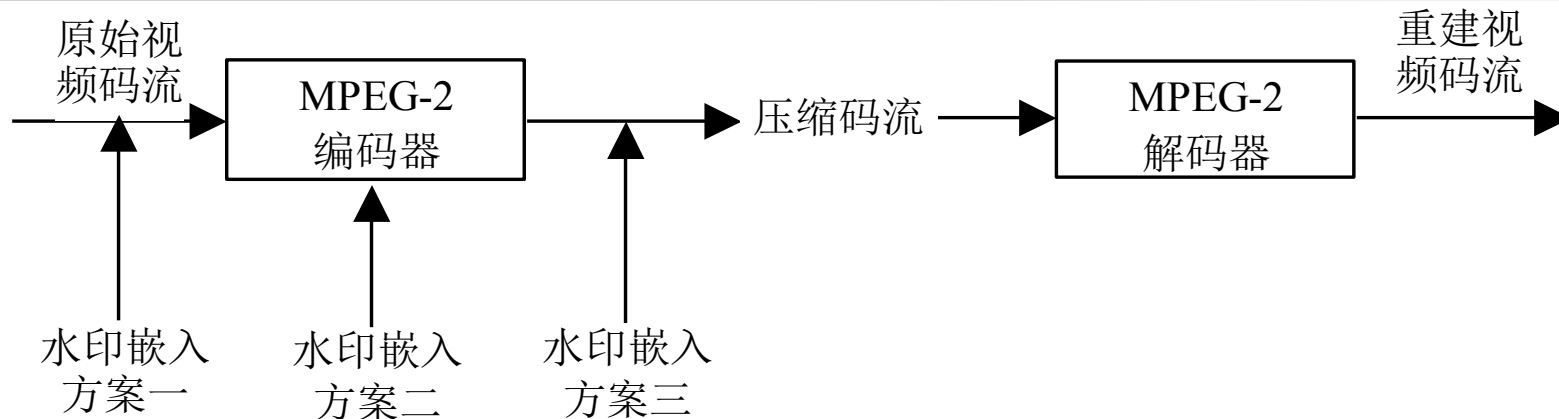 原始视
频码流
MPEG-2
编码器
压缩码流
MPEG-2
解码器
重建视
频码流
水印嵌入
方案一
水印嵌入
方案二
水印嵌入
方案三